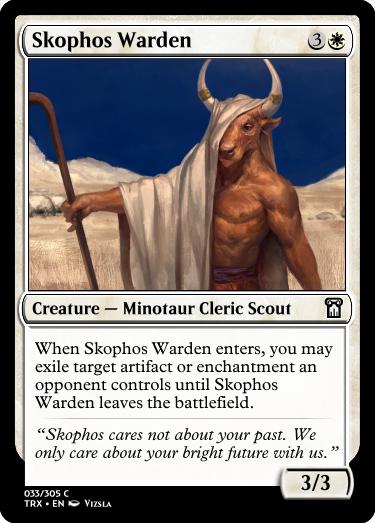 Skophos Warden 3
Creature — Minotaur Cleric Scout
When Skophos Warden enters, you may
exile target artifact or enchantment an
opponent controls until Skophos
Warden leaves the battlefield.
“Skophos cares not about your past. We
only care about your bright future with us.”
3/3
033/305 C
TRX • EN Vizsla